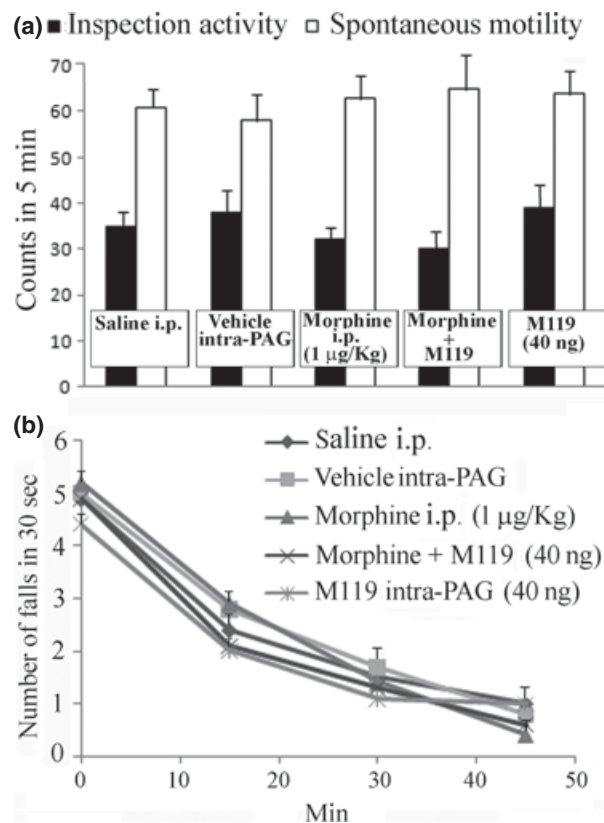 (a) ■ Inspection activity □ Spontaneous motility
Counts in 5 min
70
60
50
40
30
20
10
0
Saline i.p.
Vehicle
intra-PAG
Morphine
i.p.
(1 µg/Kg)
Morphine
+
M119
M119
(40 ng)
(b)
Number of falls in 30 sec
6
5
4
3
2
1
0
Saline i.p.
Vehicle intra-PAG
Morphine i.p. (1 µg/Kg)
Morphine + M119 (40 ng)
M119 intra-PAG (40 ng)
0 10 20 30 40 50
Min